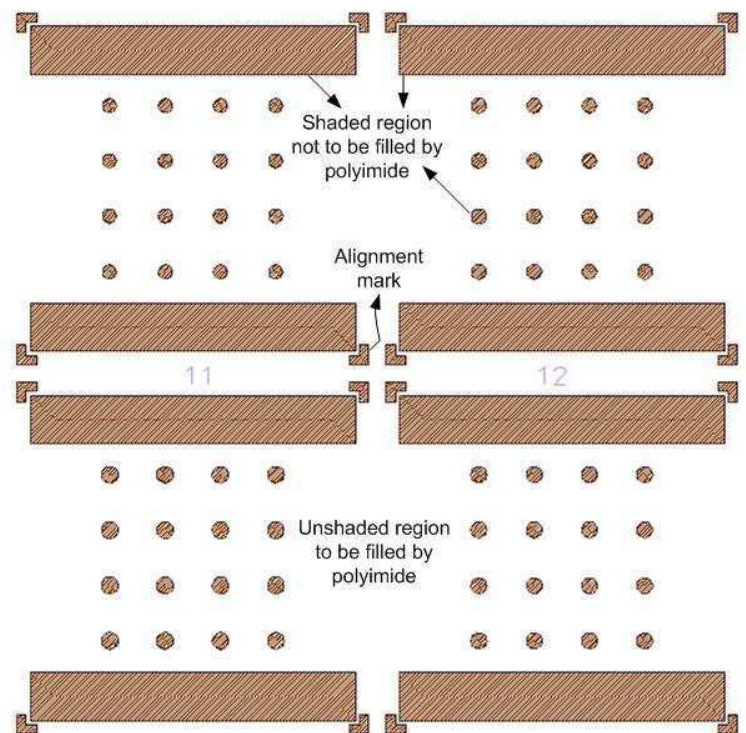 Shaded region
not to be filled by
polyimide
Alignment
mark
11
12
Unshaded region
to be filled by
polyimide